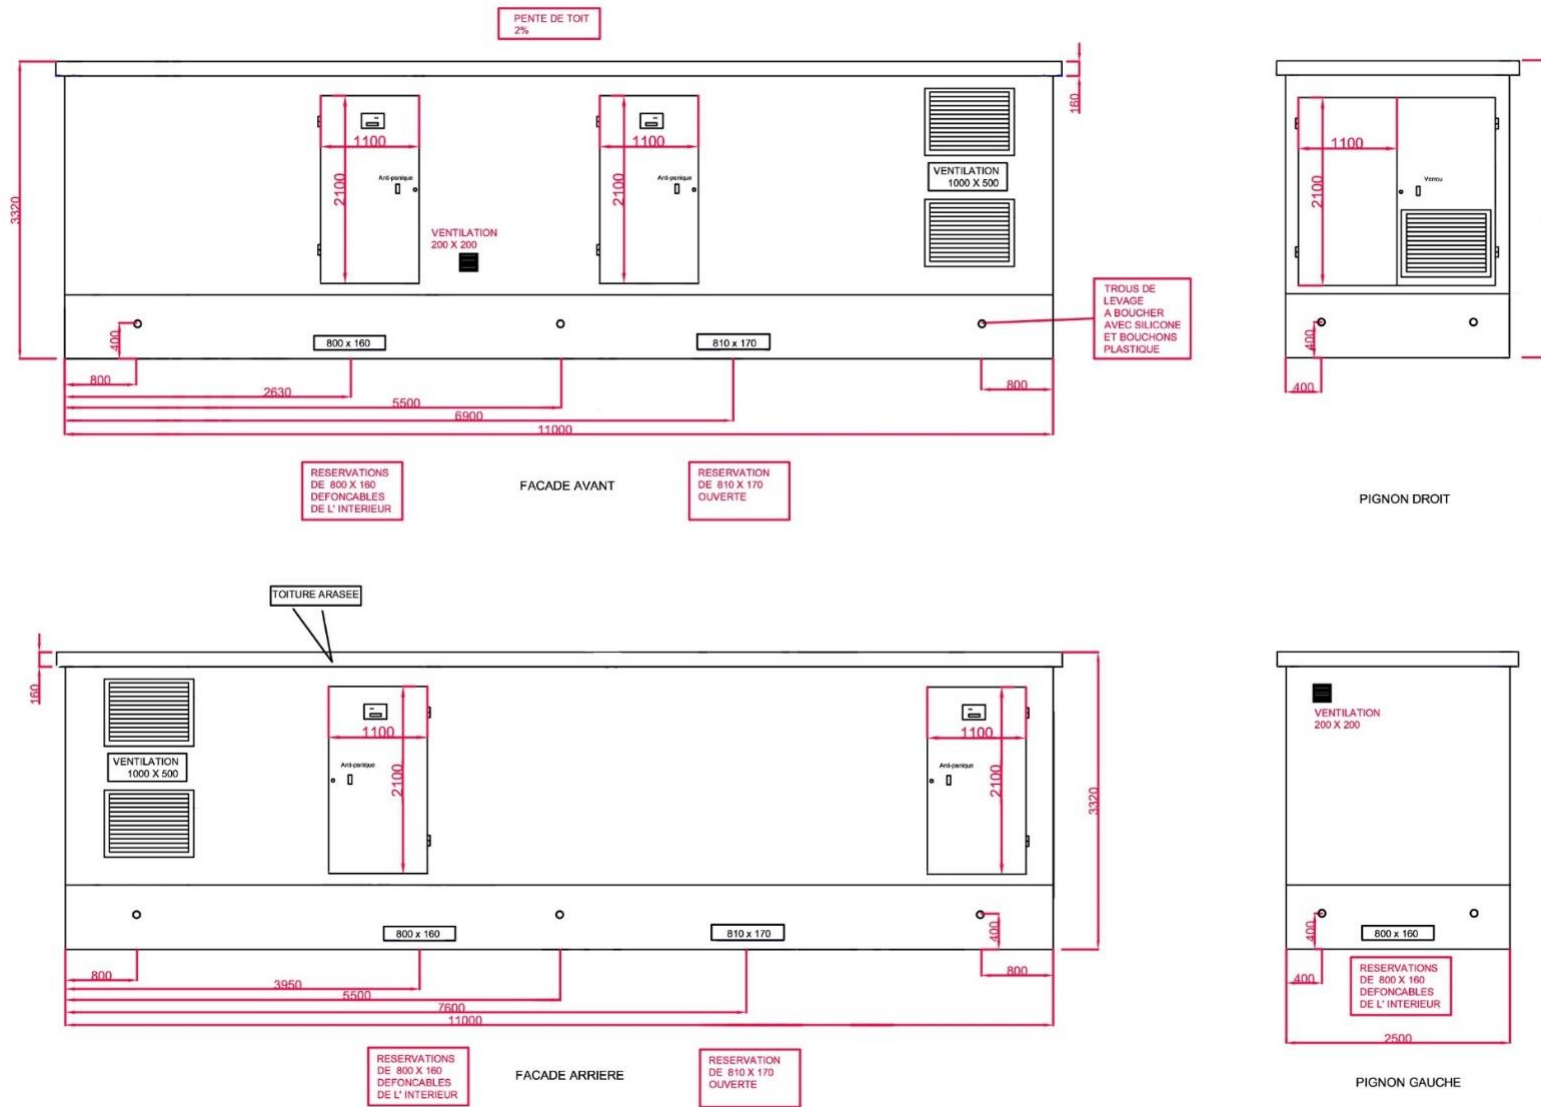 PENTE DE TOIT
2%
160
3320
1100
2100
Anti-panique
VENTILATION
200 X 200
1100
2100
Anti-panique
VENTILATION
1000 X 500
1100
2100
Verrou
TROUS DE
LEVAGE
A BOUCHER
AVEC SILICONE
ET BOUCHONS
PLASTIQUE
400
800 x 160
810 x 170
400
800
2630
5500
6900
11000
800
400
RESERVATIONS
DE 800 X 160
DEFONCABLES
DE L' INTERIEUR
FACADE AVANT
RESERVATION
DE 810 X 170
OUVERTE
PIGNON DROIT
TOITURE ARASEE
160
VENTILATION
1000 X 500
1100
2100
Anti-panique
1100
2100
Anti-panique
3320
VENTILATION
200 X 200
800 x 160
810 x 170
400
400
800 x 160
800
3950
5500
7600
11000
800
400
RESERVATIONS
DE 800 X 160
DEFONCABLES
DE L' INTERIEUR
2500
RESERVATIONS
DE 800 X 160
DEFONCABLES
DE L' INTERIEUR
FACADE ARRIERE
RESERVATION
DE 810 X 170
OUVERTE
PIGNON GAUCHE